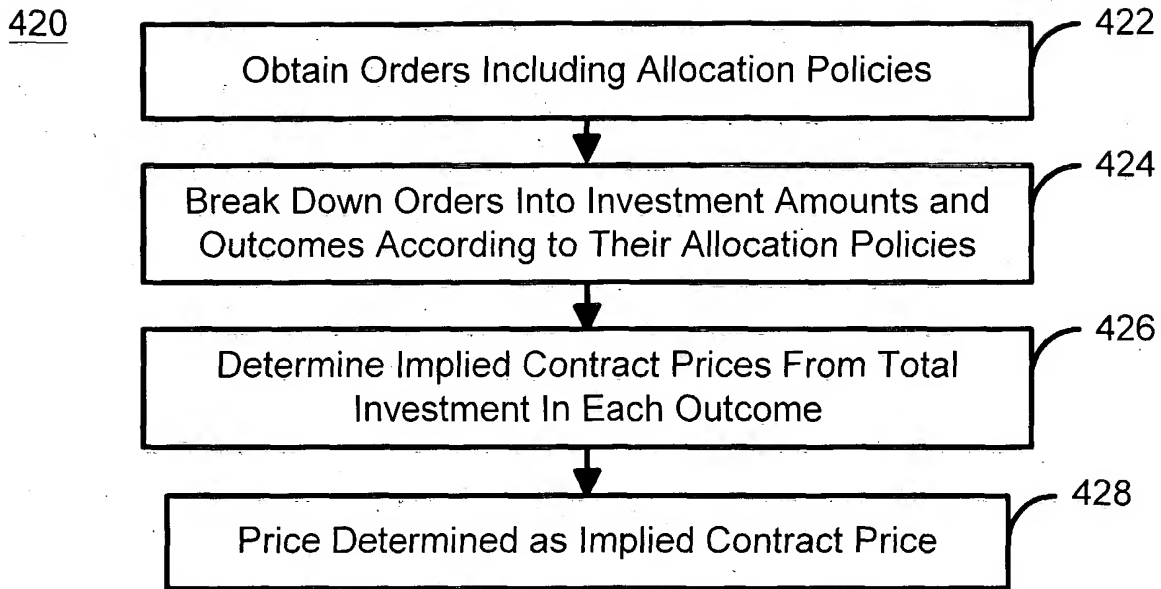 420
422
Obtain Orders Including Allocation Policies
424
Break Down Orders Into Investment Amounts and
Outcomes According to Their Allocation Policies
426
Determine Implied Contract Prices From Total
Investment In Each Outcome
428
Price Determined as Implied Contract Price